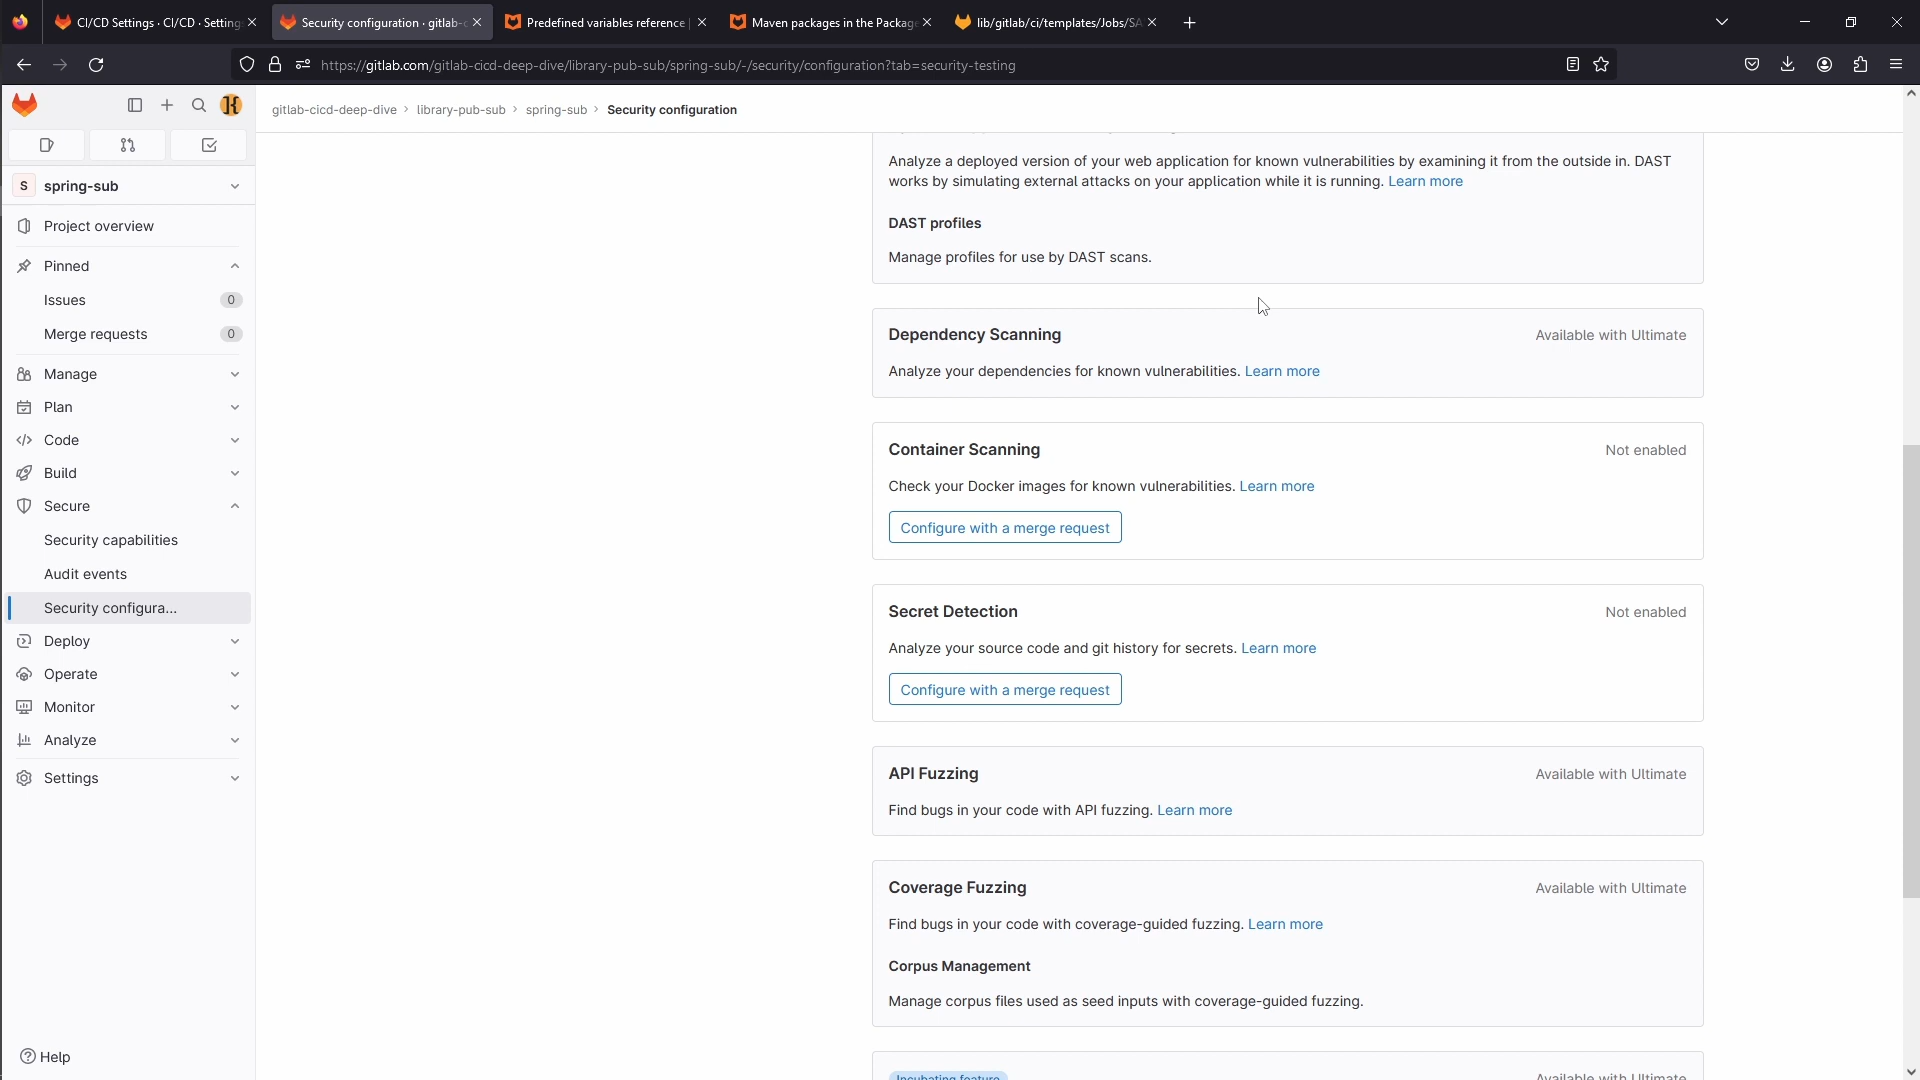 CI/CD Settings · CI/CD · Setting
Security configuration · gitlab-c
Predefined variables reference |
Maven packages in the Package
lib/gitlab/ci/templates/Jobs/SA
https://gitlab.com/gitlab-cicd-deep-dive/library-pub-sub/spring-sub/-/security/configuration?tab=security-testing
gitlab-cicd-deep-dive › library-pub-sub › spring-sub › Security configuration
S spring-sub
Project overview
Pinned
Issues 0
Merge requests 0
Manage
Plan
Code
Build
Secure
Security capabilities
Audit events
Security configura...
Deploy
Operate
Monitor
Analyze
Settings
Help
Analyze a deployed version of your web application for known vulnerabilities by examining it from the outside in. DAST
works by simulating external attacks on your application while it is running. Learn more
DAST profiles
Manage profiles for use by DAST scans.
Dependency Scanning Available with Ultimate
Analyze your dependencies for known vulnerabilities. Learn more
Container Scanning Not enabled
Check your Docker images for known vulnerabilities. Learn more
Configure with a merge request
Secret Detection Not enabled
Analyze your source code and git history for secrets. Learn more
Configure with a merge request
API Fuzzing Available with Ultimate
Find bugs in your code with API fuzzing. Learn more
Coverage Fuzzing Available with Ultimate
Find bugs in your code with coverage-guided fuzzing. Learn more
Corpus Management
Manage corpus files used as seed inputs with coverage-guided fuzzing.
Incubating feature Available with Ultimate